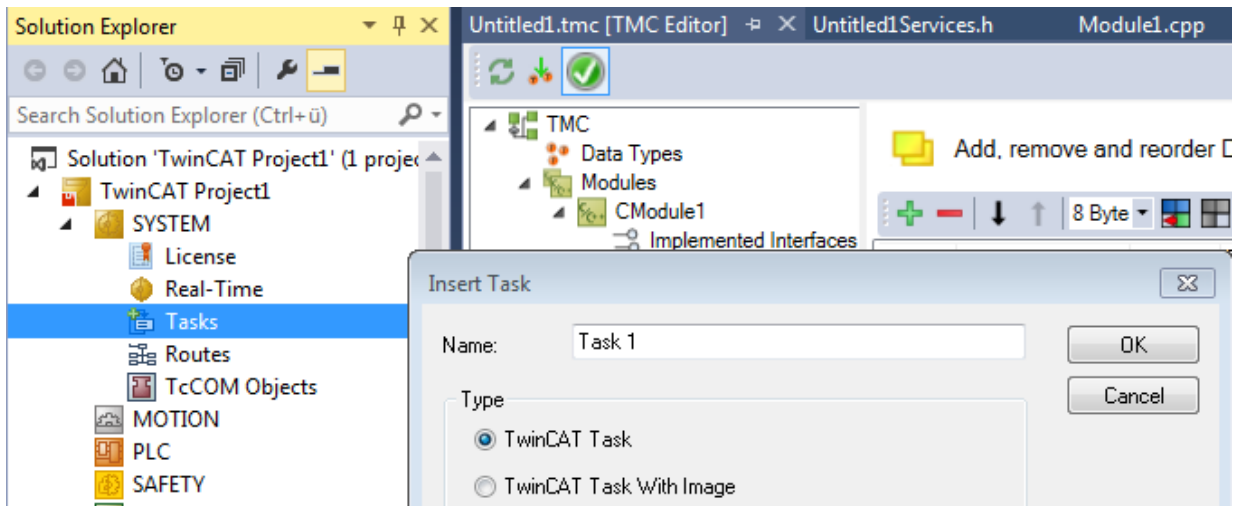 Solution Explorer
Search Solution Explorer (Ctrl+ü)
Solution 'TwinCAT Project1' (1 projec
TwinCAT Project1
SYSTEM
License
Real-Time
Tasks
Routes
TcCOM Objects
MOTION
PLC
SAFETY
Untitled1.tmc [TMC Editor] Untitled1Services.h Module1.cpp
TMC
Data Types
Modules
CModule1
Implemented Interfaces
Add, remove and reorder D
8 Byte
Insert Task
Name: Task 1
OK
Cancel
Type
TwinCAT Task
TwinCAT Task With Image